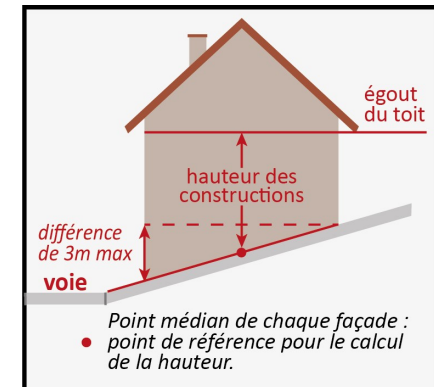 égout
du toit
hauteur des
constructions
différence
de 3m max
voie
Point médian de chaque façade :
point de référence pour le calcul
de la hauteur.